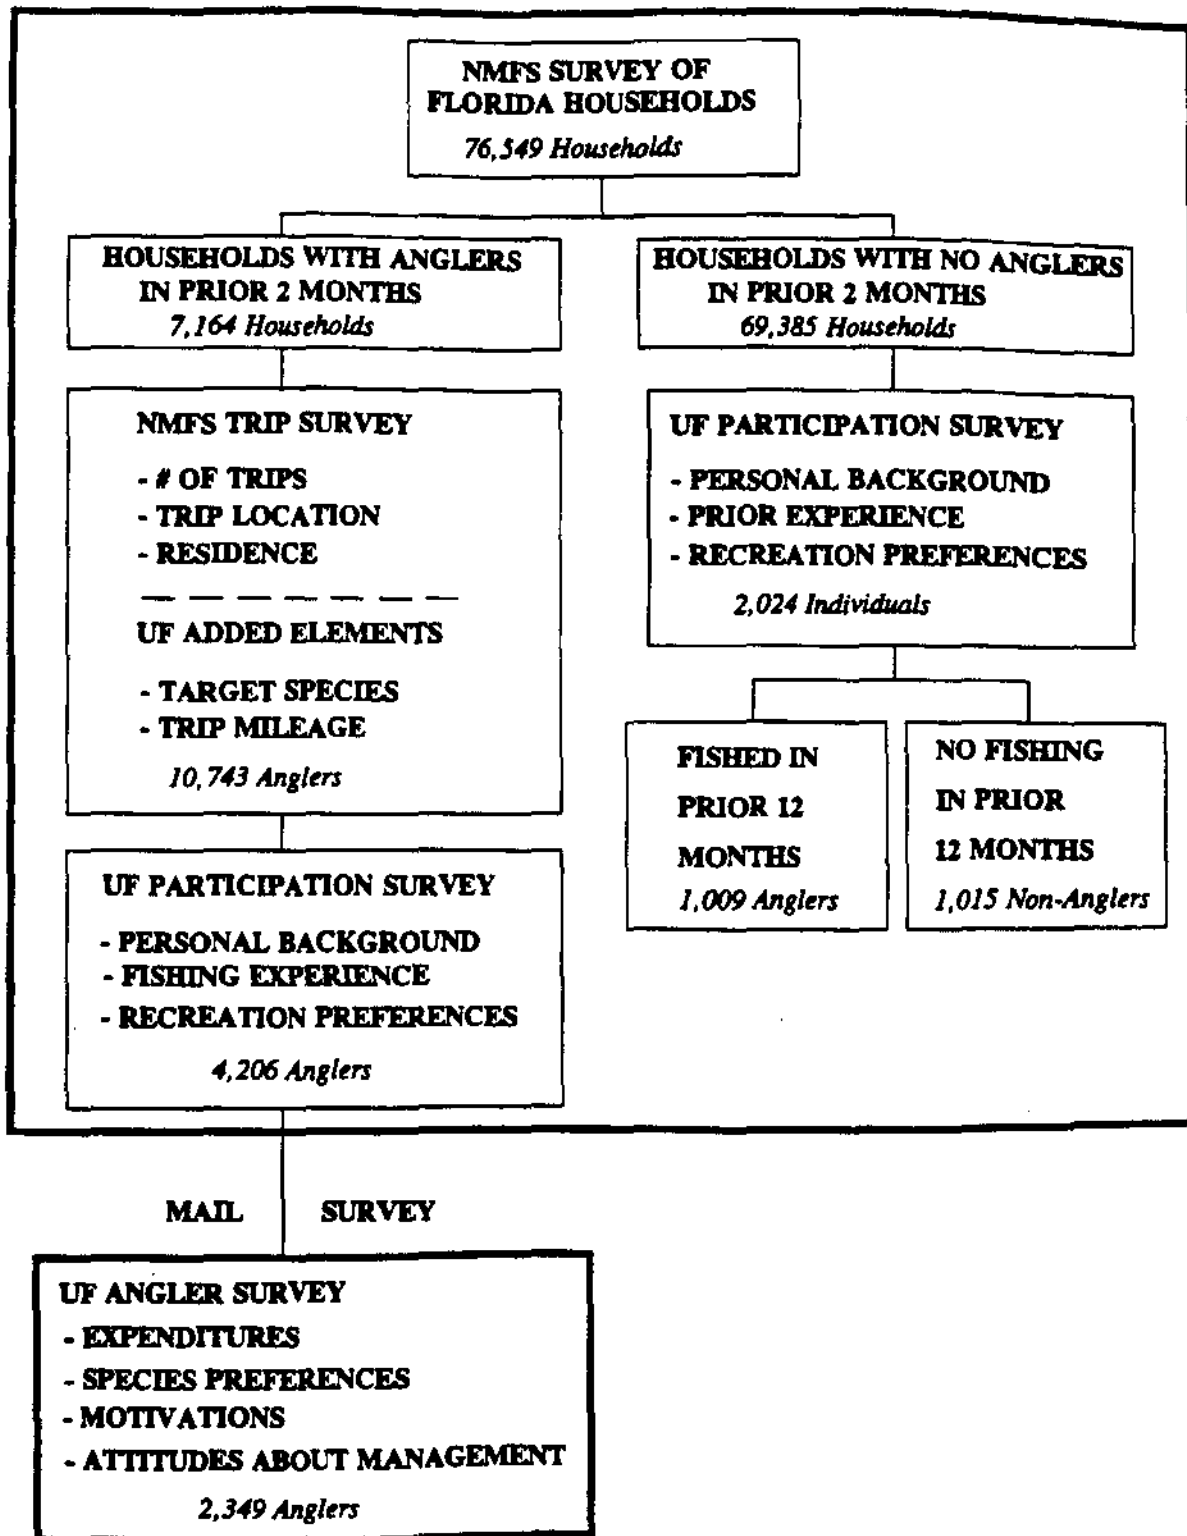 NMFS SURVEY OF
FLORIDA HOUSEHOLDS
76,549 Households
HOUSEHOLDS WITH ANGLERS
IN PRIOR 2 MONTHS
7,164 Households
HOUSEHOLDS WITH NO ANGLERS
IN PRIOR 2 MONTHS
69,385 Households
NMFS TRIP SURVEY
- # OF TRIPS
- TRIP LOCATION
- RESIDENCE
UF ADDED ELEMENTS
- TARGET SPECIES
- TRIP MILEAGE
10,743 Anglers
UF PARTICIPATION SURVEY
- PERSONAL BACKGROUND
- PRIOR EXPERIENCE
- RECREATION PREFERENCES
2,024 Individuals
FISHED IN
PRIOR 12
MONTHS
1,009 Anglers
NO FISHING
IN PRIOR
12 MONTHS
1,015 Non-Anglers
UF PARTICIPATION SURVEY
- PERSONAL BACKGROUND
- FISHING EXPERIENCE
- RECREATION PREFERENCES
4,206 Anglers
MAIL SURVEY
UF ANGLER SURVEY
- EXPENDITURES
- SPECIES PREFERENCES
- MOTIVATIONS
- ATTITUDES ABOUT MANAGEMENT
2,349 Anglers